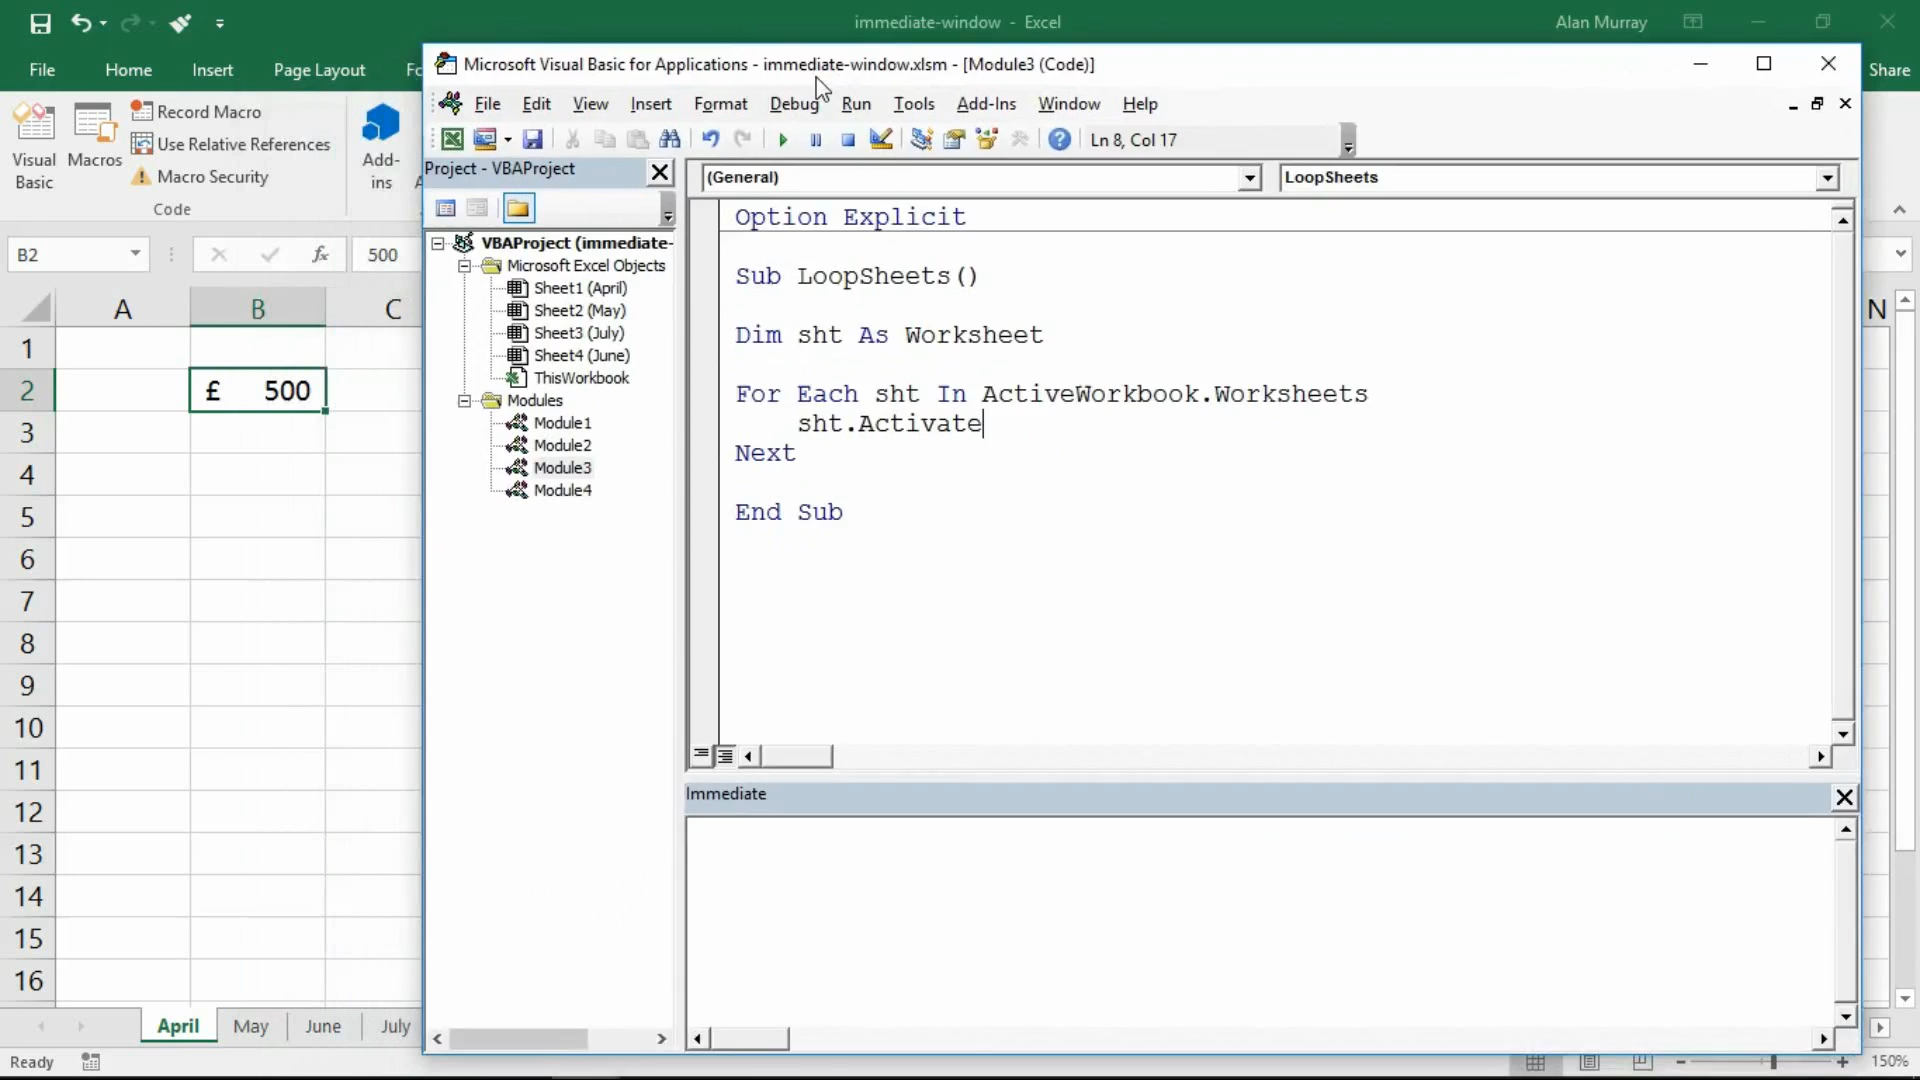 immediate-window - Excel
Alan Murray
File Home Insert Page Layout
Share
Visual Basic
Macros
Record Macro
Use Relative References
Macro Security
Code
Add-ins
B2
fx
500
A B C N
1
2 £ 500
3
4
5
6
7
8
9
10
11
12
13
14
15
16
April May June July
Ready
150%
Microsoft Visual Basic for Applications - immediate-window.xlsm - [Module3 (Code)]
File Edit View Insert Format Debug Run Tools Add-Ins Window Help
Ln 8, Col 17
Project - VBAProject
VBAProject (immediate-
Microsoft Excel Objects
Sheet1 (April)
Sheet2 (May)
Sheet3 (July)
Sheet4 (June)
ThisWorkbook
Modules
Module1
Module2
Module3
Module4
(General)
LoopSheets
Option Explicit
Sub LoopSheets()
Dim sht As Worksheet
For Each sht In ActiveWorkbook.Worksheets
sht.Activate
Next
End Sub
Immediate